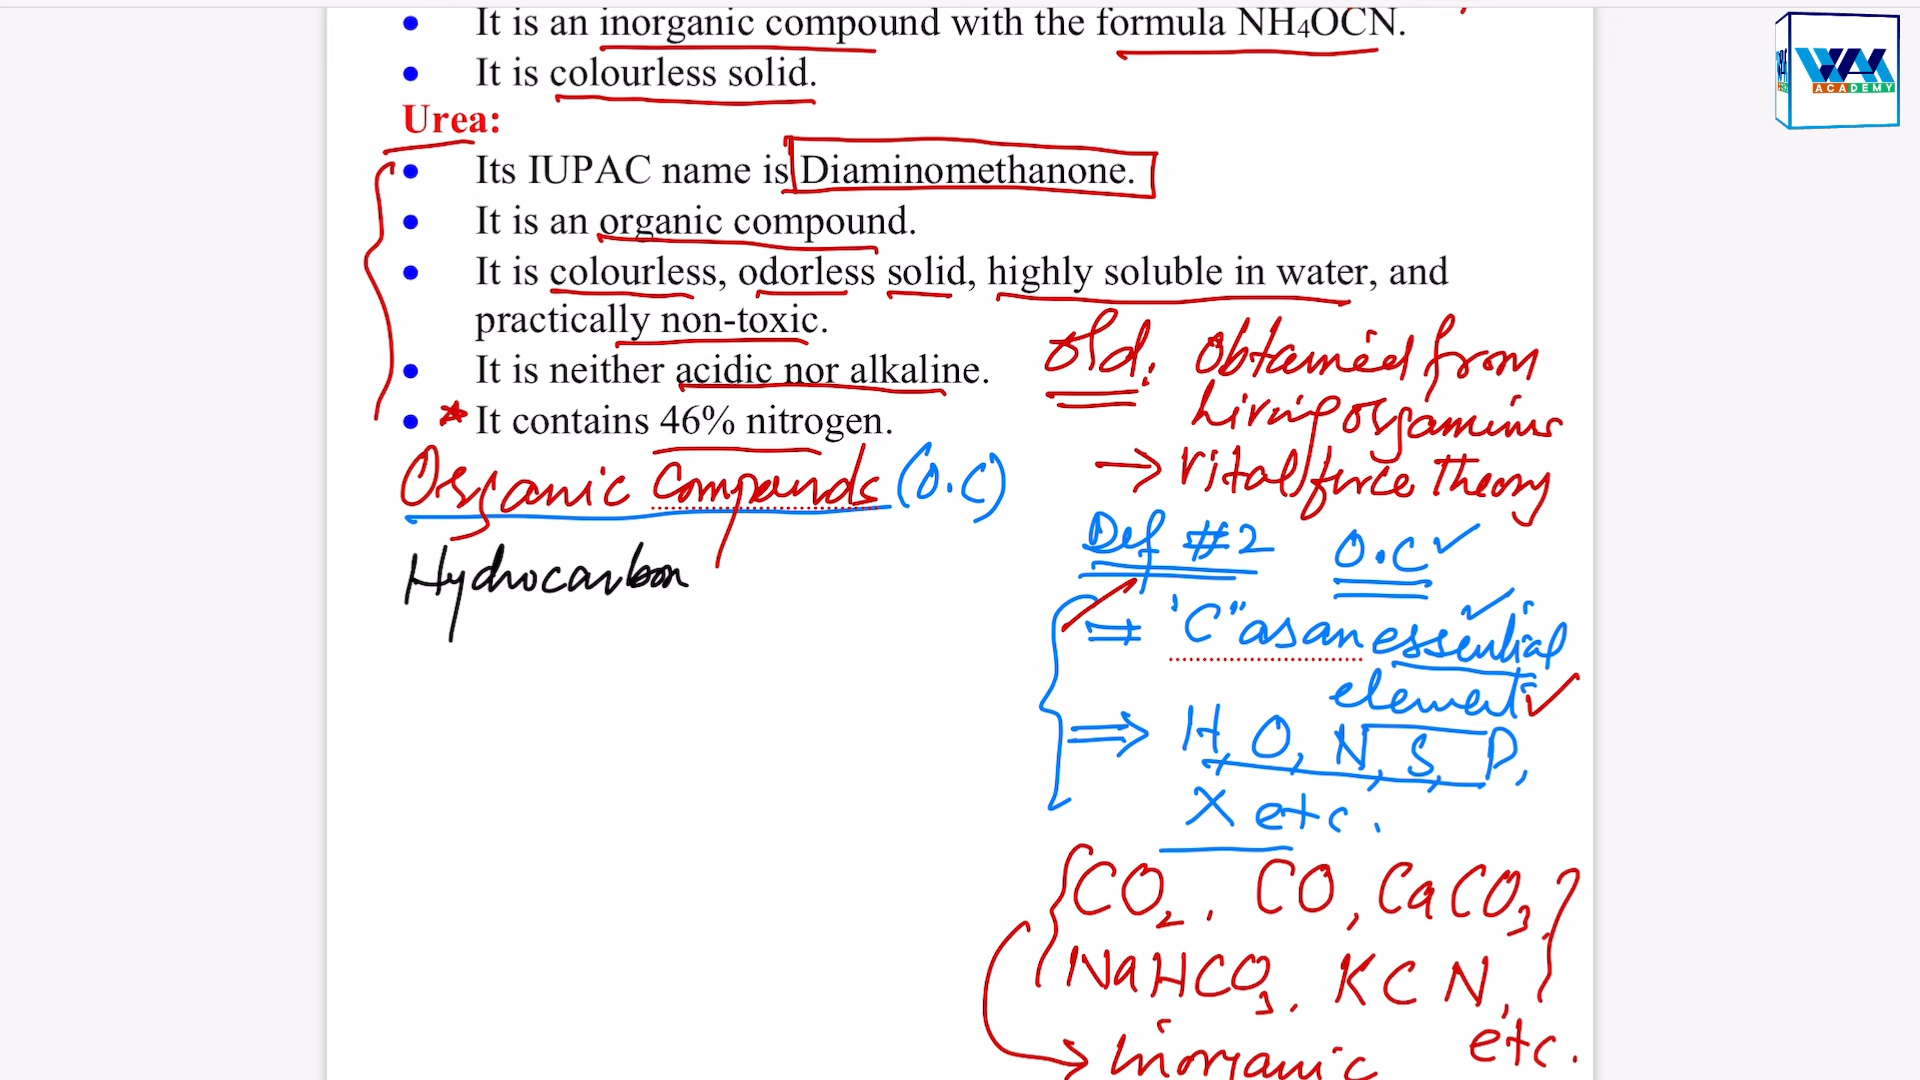 It is an inorganic compound with the formula NH₄OCN.
It is colourless solid.
Urea:
Its IUPAC name is Diaminomethanone.
It is an organic compound.
It is colourless, odorless solid, highly soluble in water, and
practically non-toxic.
It is neither acidic nor alkaline.
It contains 46% nitrogen.
Organic Compounds (O.C)
Hydrocarbon
Old: Obtained from
living organisms
→ Vital force Theory
Def #2 O.C ✓
⇒ "C" as an essential
element
⇒ H, O, N, S, P,
X etc.
{CO₂, CO, CaCO₃,
NaHCO₃, KCN,}
etc.
→ Inorganic
WAK
ACADEMY